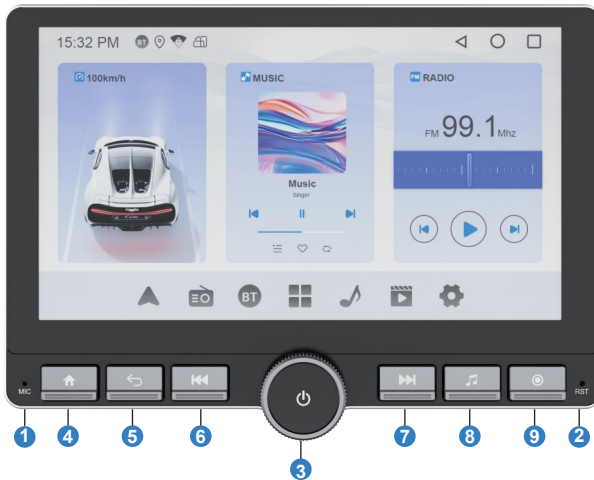 15:32 PM
BT
100km/h
MUSIC
FM RADIO
FM 99.1 Mhz
Music
Singer
BT
MIC
RST
1
4
5
6
3
7
8
9
2